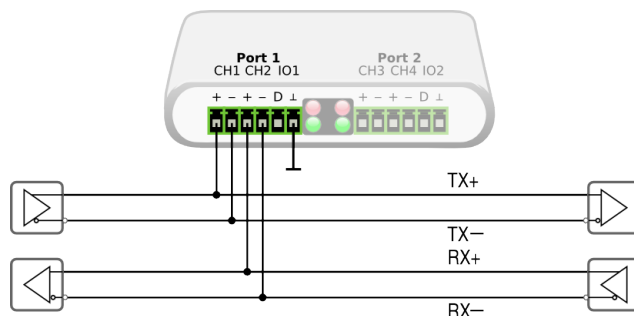 Port 1 Port 2
CH1 CH2 IO1 CH3 CH4 IO2
+ − + − D ⊥ + − + − D ⊥
TX+
TX−
RX+
RX−